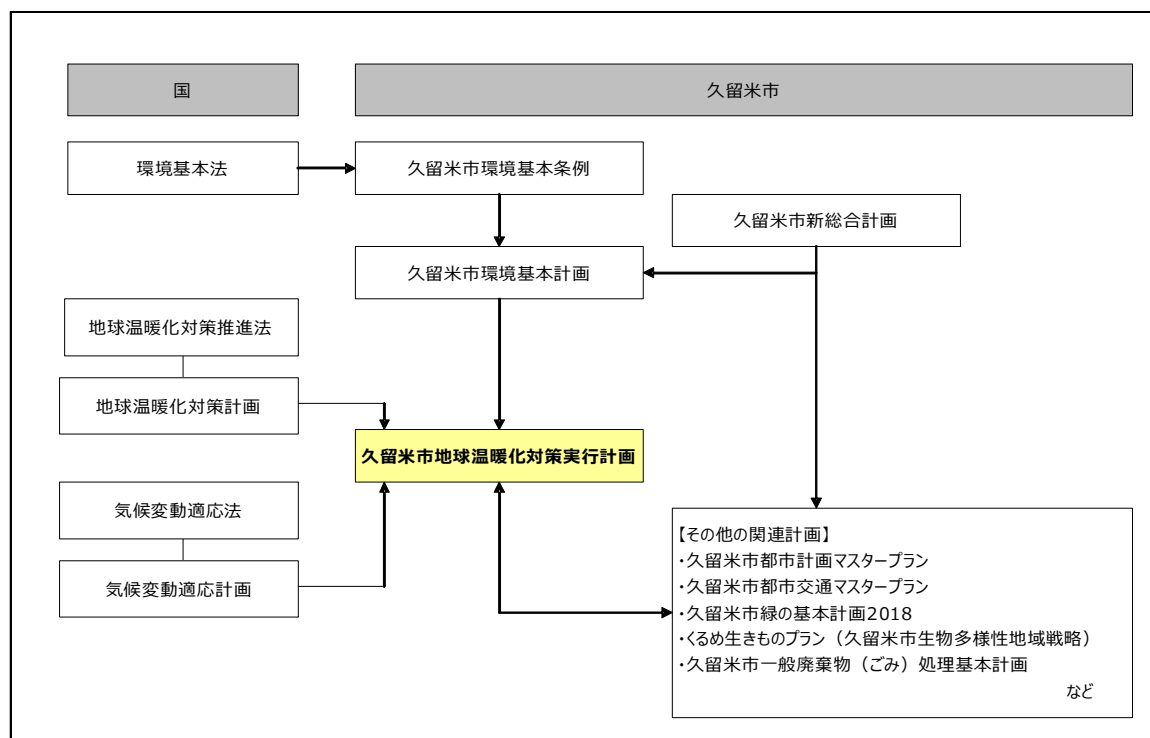 国
久留米市
環境基本法
久留米市環境基本条例
久留米市新総合計画
久留米市環境基本計画
地球温暖化対策推進法
地球温暖化対策計画
久留米市地球温暖化対策実行計画
気候変動適応法
気候変動適応計画
【その他の関連計画】
・久留米市都市計画マスタープラン
・久留米市都市交通マスタープラン
・久留米市緑の基本計画2018
・くるめ生きものプラン（久留米市生物多様性地域戦略）
・久留米市一般廃棄物（ごみ）処理基本計画
など